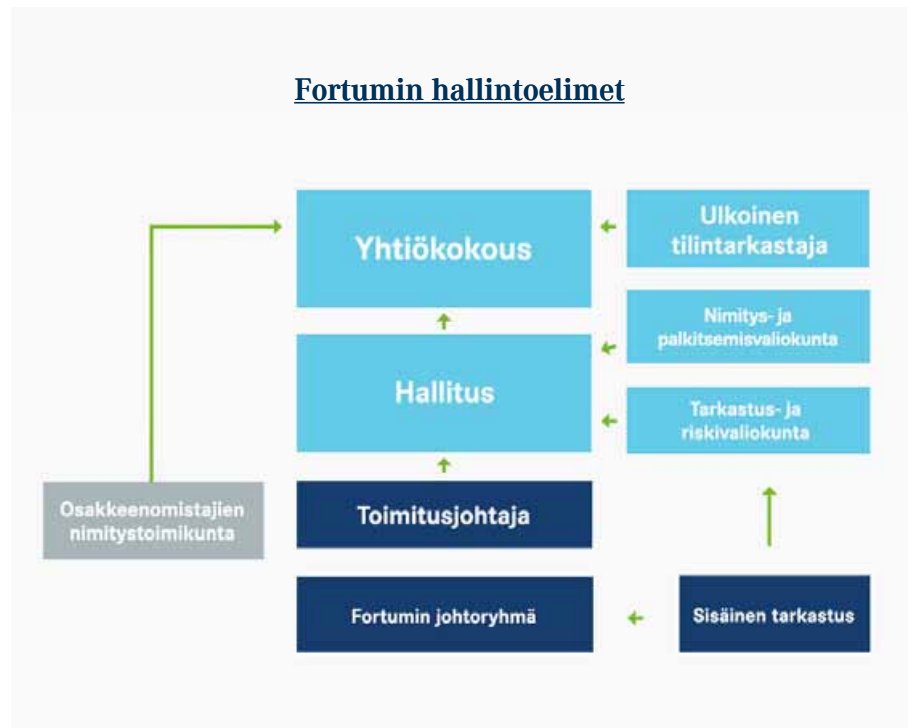 Fortumin hallintoelimet
Yhtiökokous
Ulkoinen
tilintarkastaja
Nimitys- ja
palkitsemisvaliokunta
Hallitus
Tarkastus- ja
riskivaliokunta
Osakkeenomistajien
nimitystoimikunta
Toimitusjohtaja
Fortumin johtoryhmä
Sisäinen tarkastus